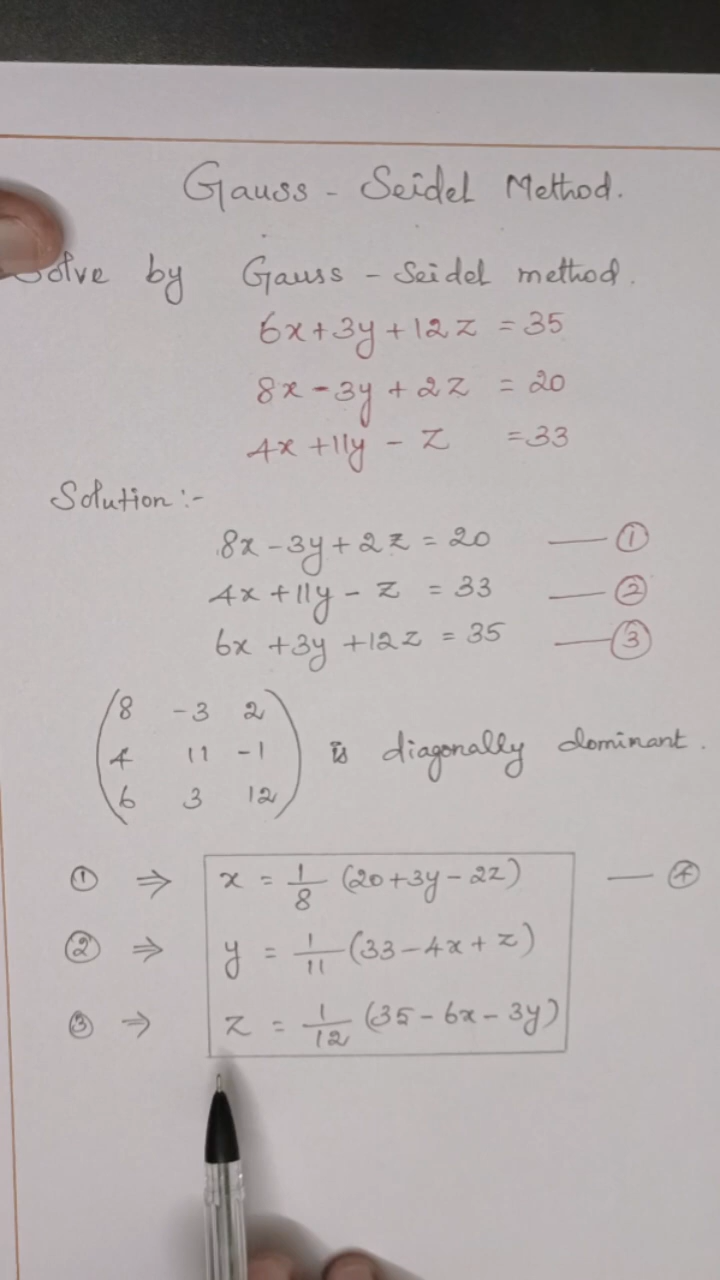 Gauss - Seidel Method.
Solve by Gauss - Seidel method.
6x+3y+12z = 35
8x-3y+2z = 20
4x+11y-z = 33
Solution :-
8x-3y+2z = 20 — ①
4x+11y-z = 33 — ②
6x+3y+12z = 35 — ③
8 -3 2
4 11 -1 is diagonally dominant.
6 3 12
① ⇒ x = 1/8 (20+3y-2z) — ④
② ⇒ y = 1/11 (33-4x+z)
③ ⇒ z = 1/12 (35-6x-3y)